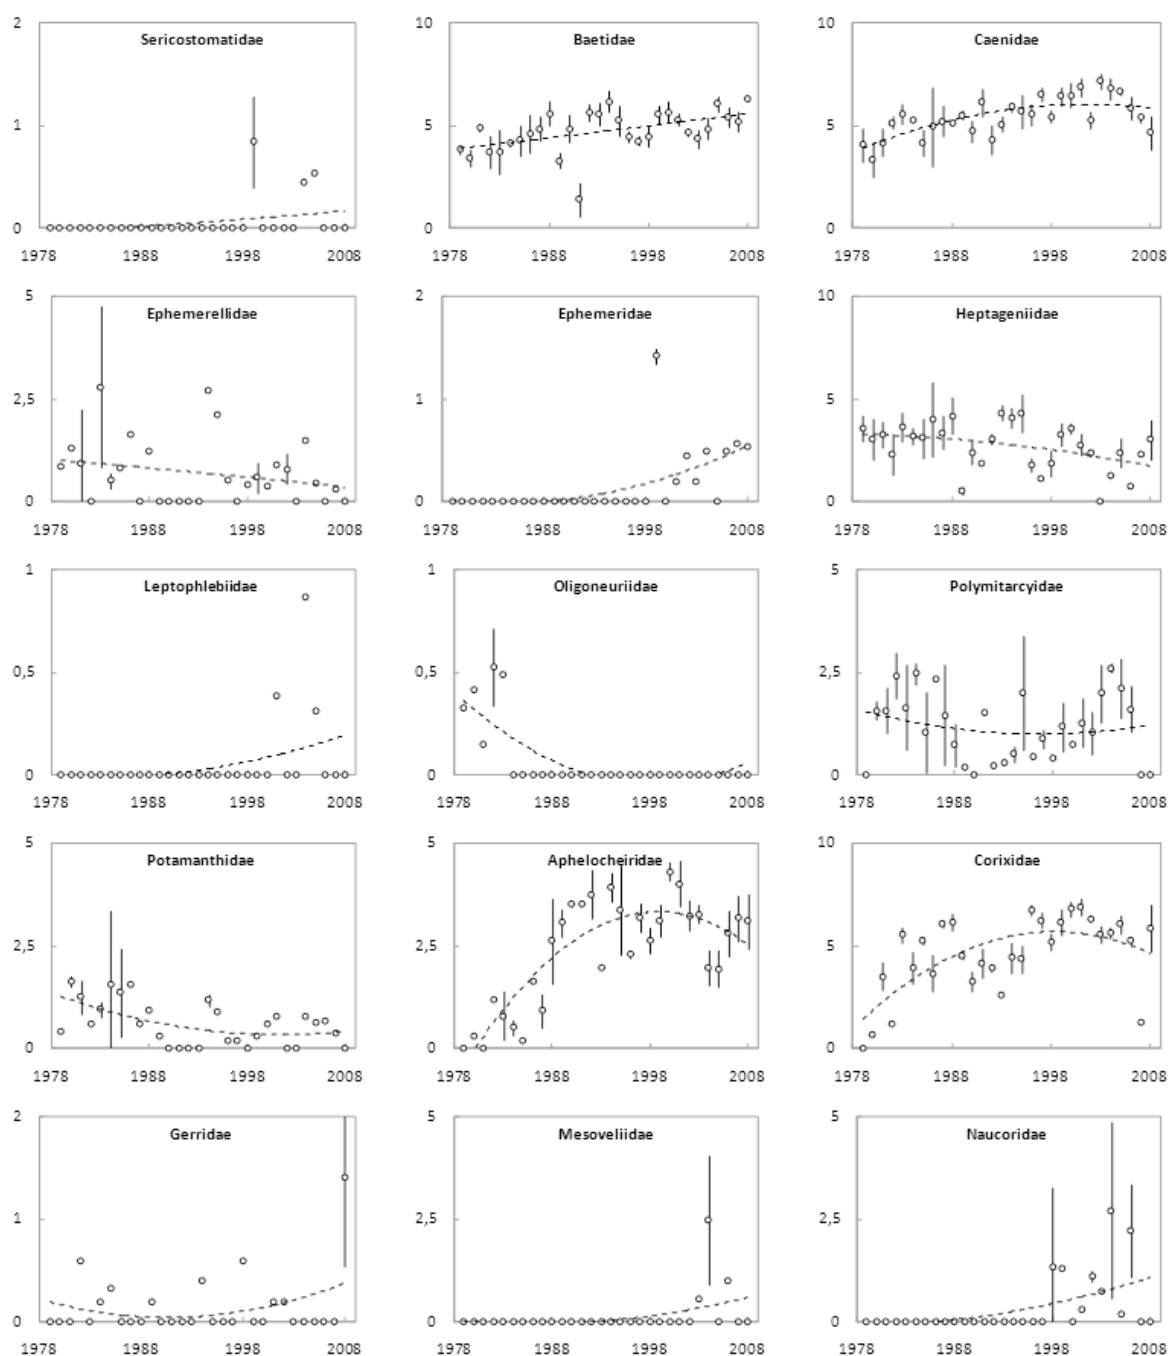 Sericostomatidae
2
1
0
1978 1988 1998 2008
Baetidae
10
5
0
1978 1988 1998 2008
Caenidae
10
5
0
1978 1988 1998 2008
Ephemerellidae
5
2,5
0
1978 1988 1998 2008
Ephemeridae
2
1
0
1978 1988 1998 2008
Heptageniidae
10
5
0
1978 1988 1998 2008
Leptophlebiidae
1
0,5
0
1978 1988 1998 2008
Oligoneuriidae
1
0,5
0
1978 1988 1998 2008
Polymitarcyidae
5
2,5
0
1978 1988 1998 2008
Potamanthidae
5
2,5
0
1978 1988 1998 2008
Aphelocheiridae
5
2,5
0
1978 1988 1998 2008
Corixidae
10
5
0
1978 1988 1998 2008
Gerridae
2
1
0
1978 1988 1998 2008
Mesoveliidae
5
2,5
0
1978 1988 1998 2008
Naucoridae
5
2,5
0
1978 1988 1998 2008